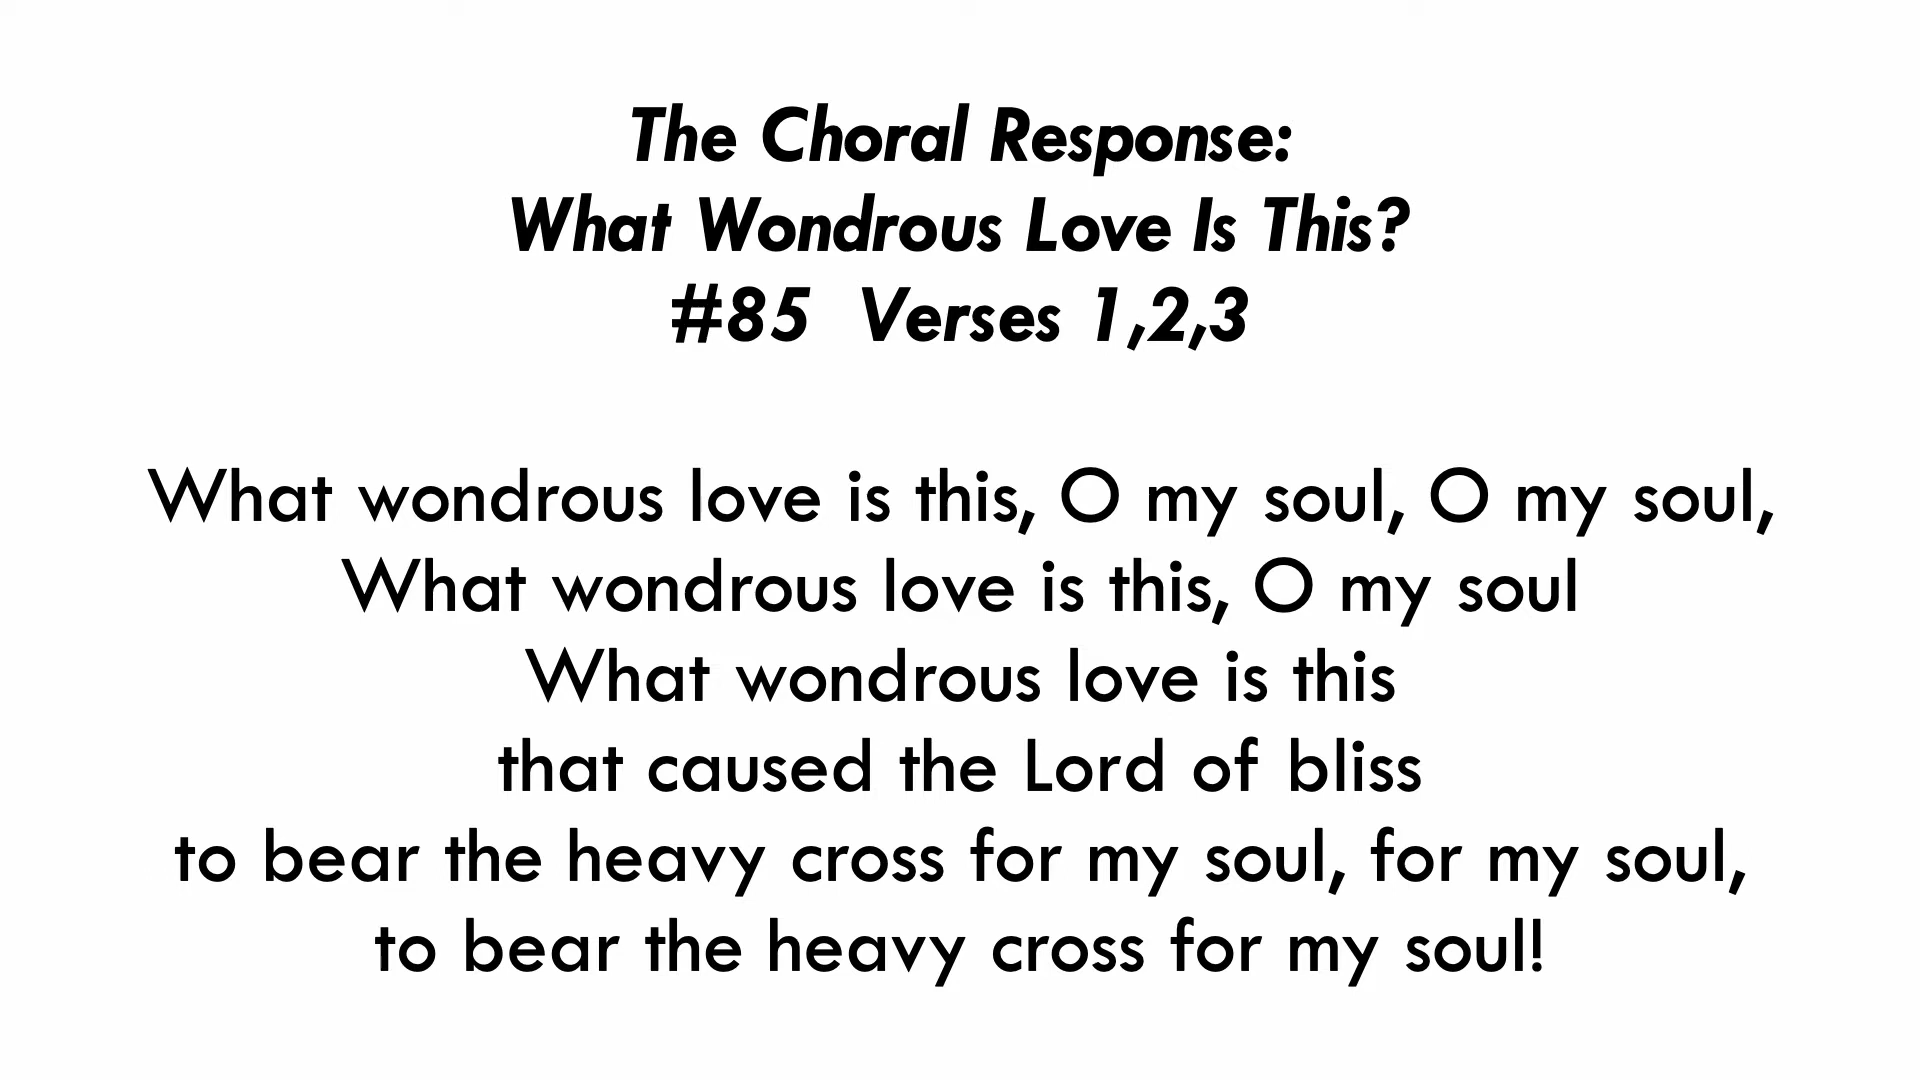 The Choral Response:
What Wondrous Love Is This?
#85  Verses 1,2,3
What wondrous love is this, O my soul, O my soul,
What wondrous love is this, O my soul
What wondrous love is this
that caused the Lord of bliss
to bear the heavy cross for my soul, for my soul,
to bear the heavy cross for my soul!